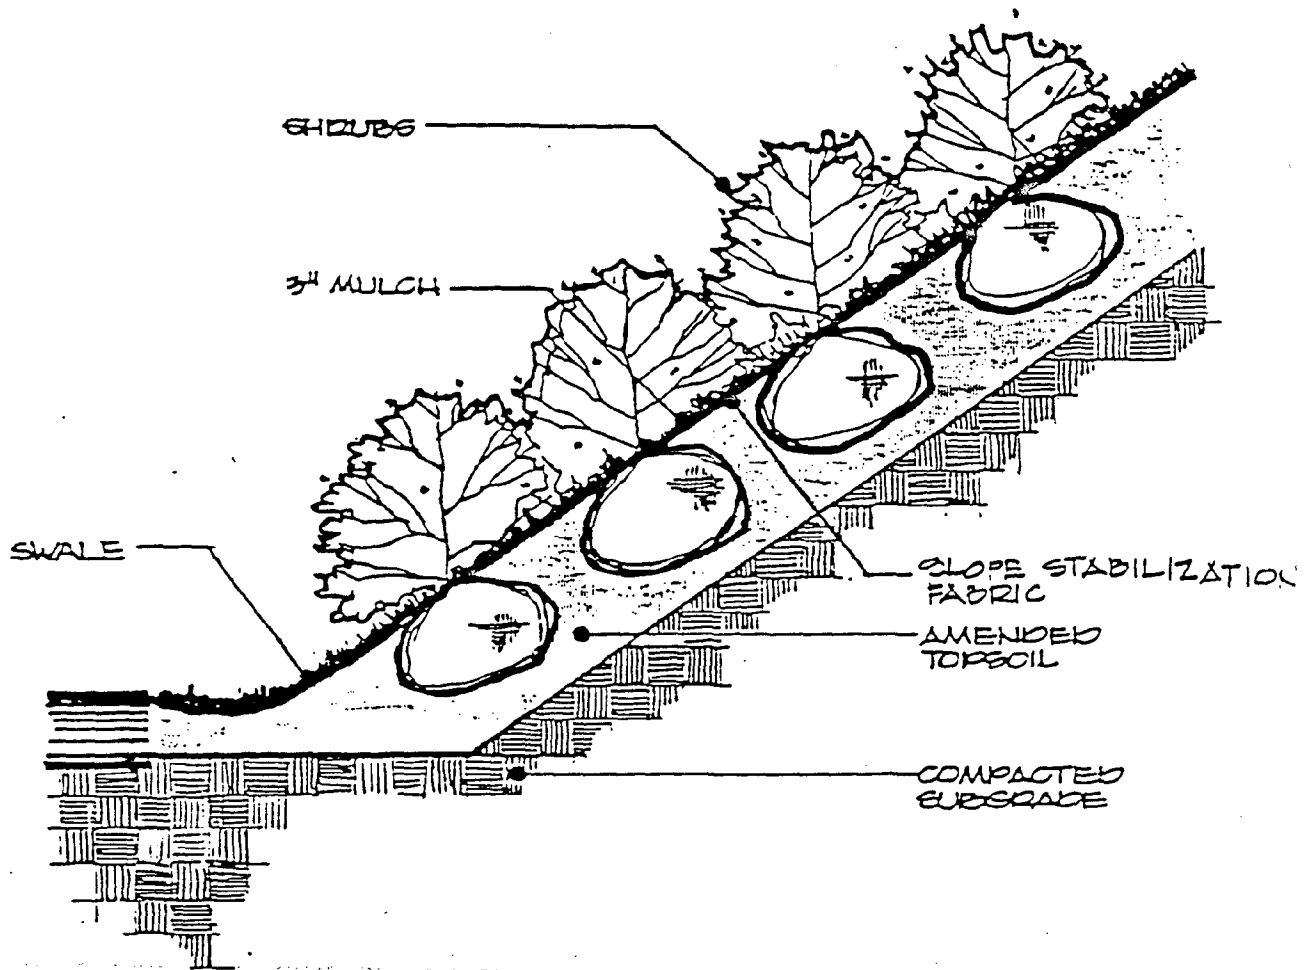 SHRUBS
3" MULCH
SWALE
SLOPE STABILIZATION
FABRIC
AMENDED
TOPSOIL
COMPACTED
SUBGRADE